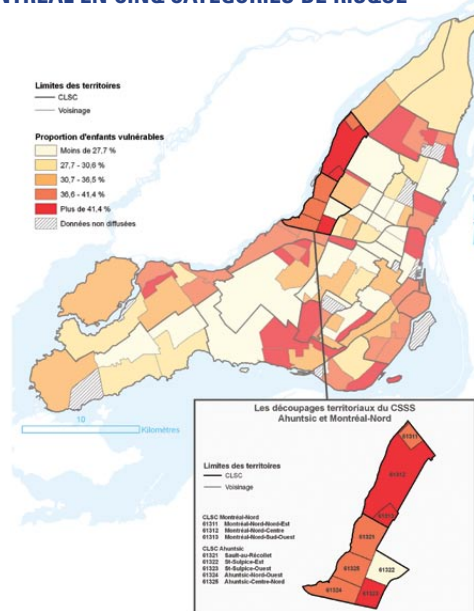 NTRÉAL EN CINQ CATÉGORIES DE RISQUE
Limites des territoires
CLSC
Voisinage
Proportion d'enfants vulnérables
Moins de 27,7 %
27,7 - 30,6 %
30,7 - 36,5 %
36,6 - 41,4 %
Plus de 41,4 %
Données non diffusées
10
Kilomètres
Les découpages territoriaux du CSSS
Ahuntsic et Montréal-Nord
Limites des territoires
CLSC
Voisinage
CLSC Montréal-Nord
61311 Montréal-Nord-Nord-Est
61312 Montréal-Nord-Centre
61313 Montréal-Nord-Sud-Ouest
CLSC Ahuntsic
61321 Sault-au-Récollet
61322 St-Sulpice-Est
61323 St-Sulpice-Ouest
61324 Ahuntsic-Nord-Ouest
61325 Ahuntsic-Centre-Nord
61311
61312
61313
61321
61322
61325
61324
61323